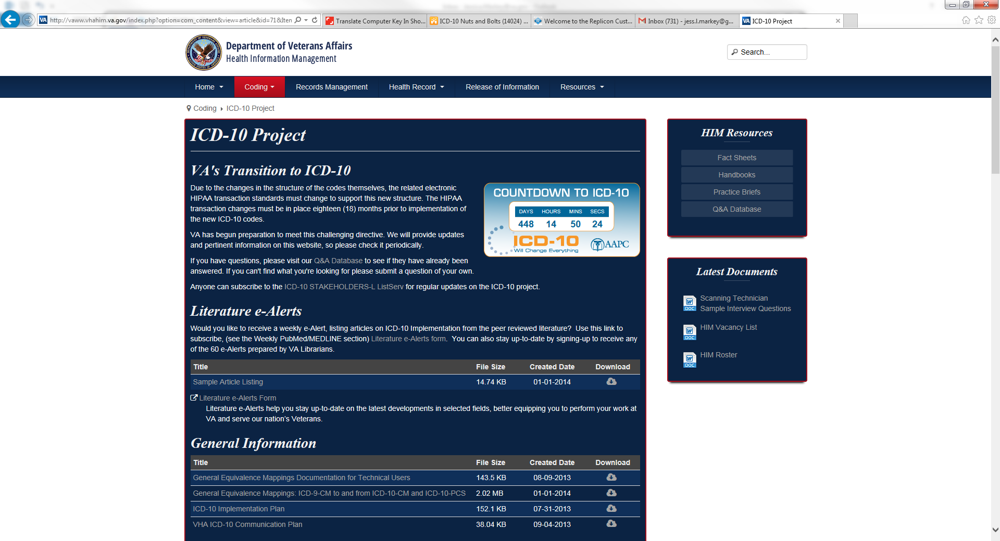 http://vaww.vhahim.va.gov/index.php?option=com_content&view=article&id=71&Iten
Translate Computer Key In Sho...
ICD-10 Nuts and Bolts (14024) ...
Welcome to the Replicon Cust...
Inbox (731) - jess.l.markey@g...
ICD-10 Project
Department of Veterans Affairs
Health Information Management
Search...
Home
Coding
Records Management
Health Record
Release of Information
Resources
Coding
ICD-10 Project
ICD-10 Project
VA's Transition to ICD-10
Due to the changes in the structure of the codes themselves, the related electronic
HIPAA transaction standards must change to support this new structure. The HIPAA
transaction changes must be in place eighteen (18) months prior to implementation of
the new ICD-10 codes.
VA has begun preparation to meet this challenging directive. We will provide updates
and pertinent information on this website, so please check it periodically.
If you have questions, please visit our Q&A Database to see if they have already been
answered. If you can't find what you're looking for please submit a question of your own.
Anyone can subscribe to the ICD-10 STAKEHOLDERS-L ListServ for regular updates on the ICD-10 project.
COUNTDOWN TO ICD-10
DAYS HOURS MINS SECS
448 14 50 24
ICD-10
Will Change Everything
AAPC
Literature e-Alerts
Would you like to receive a weekly e-Alert, listing articles on ICD-10 Implementation from the peer reviewed literature?  Use this link to
subscribe, (see the Weekly PubMed/MEDLINE section) Literature e-Alerts form.  You can also stay up-to-date by signing-up to receive any
of the 60 e-Alerts prepared by VA Librarians.
Title File Size Created Date Download
Sample Article Listing 14.74 KB 01-01-2014
Literature e-Alerts Form
Literature e-Alerts help you stay up-to-date on the latest developments in selected fields, better equipping you to perform your work at
VA and serve our nation's Veterans.
General Information
Title File Size Created Date Download
General Equivalence Mappings Documentation for Technical Users 143.5 KB 08-09-2013
General Equivalence Mappings: ICD-9-CM to and from ICD-10-CM and ICD-10-PCS 2.02 MB 01-01-2014
ICD-10 Implementation Plan 152.1 KB 07-31-2013
VHA ICD-10 Communication Plan 38.04 KB 09-04-2013
HIM Resources
Fact Sheets
Handbooks
Practice Briefs
Q&A Database
Latest Documents
DOC
Scanning Technician
Sample Interview Questions
DOC
HIM Vacancy List
DOC
HIM Roster